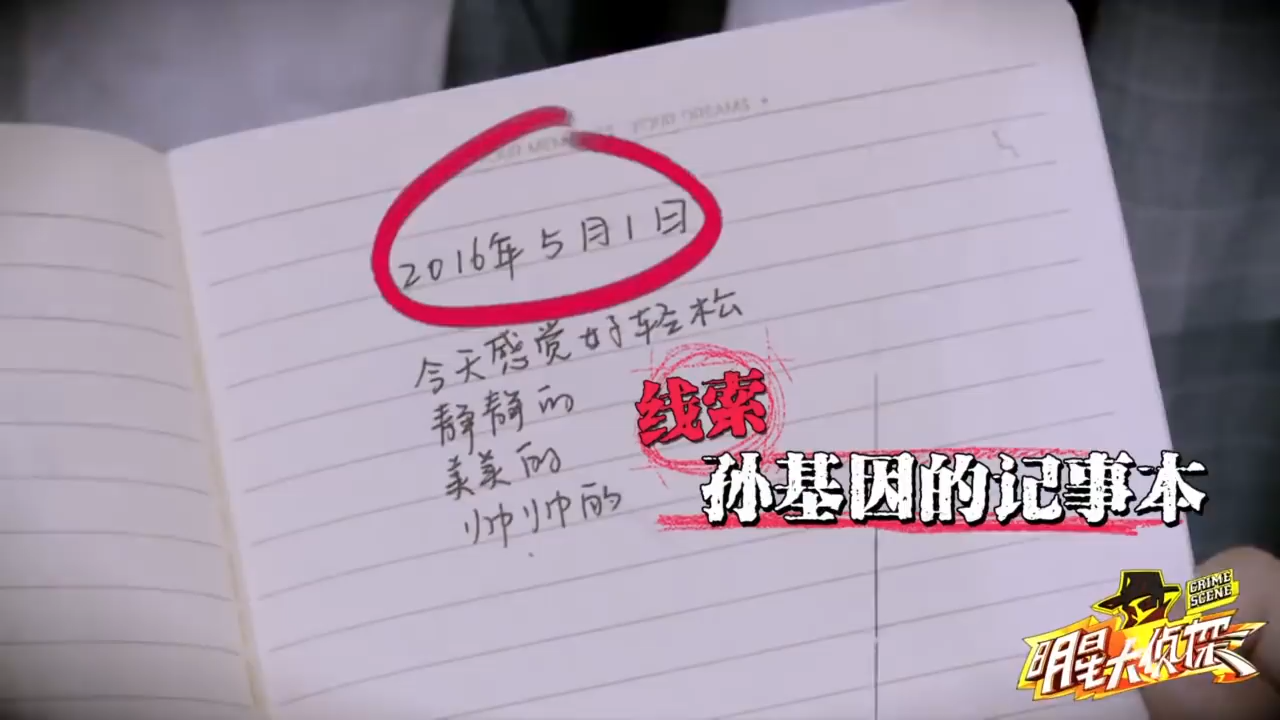 FOND DREAMS
2016年5月1日
今天感觉好轻松
静静的
美美的
帅帅的
线索
孙基因的记事本
CRIME
SCENE
明星大侦探